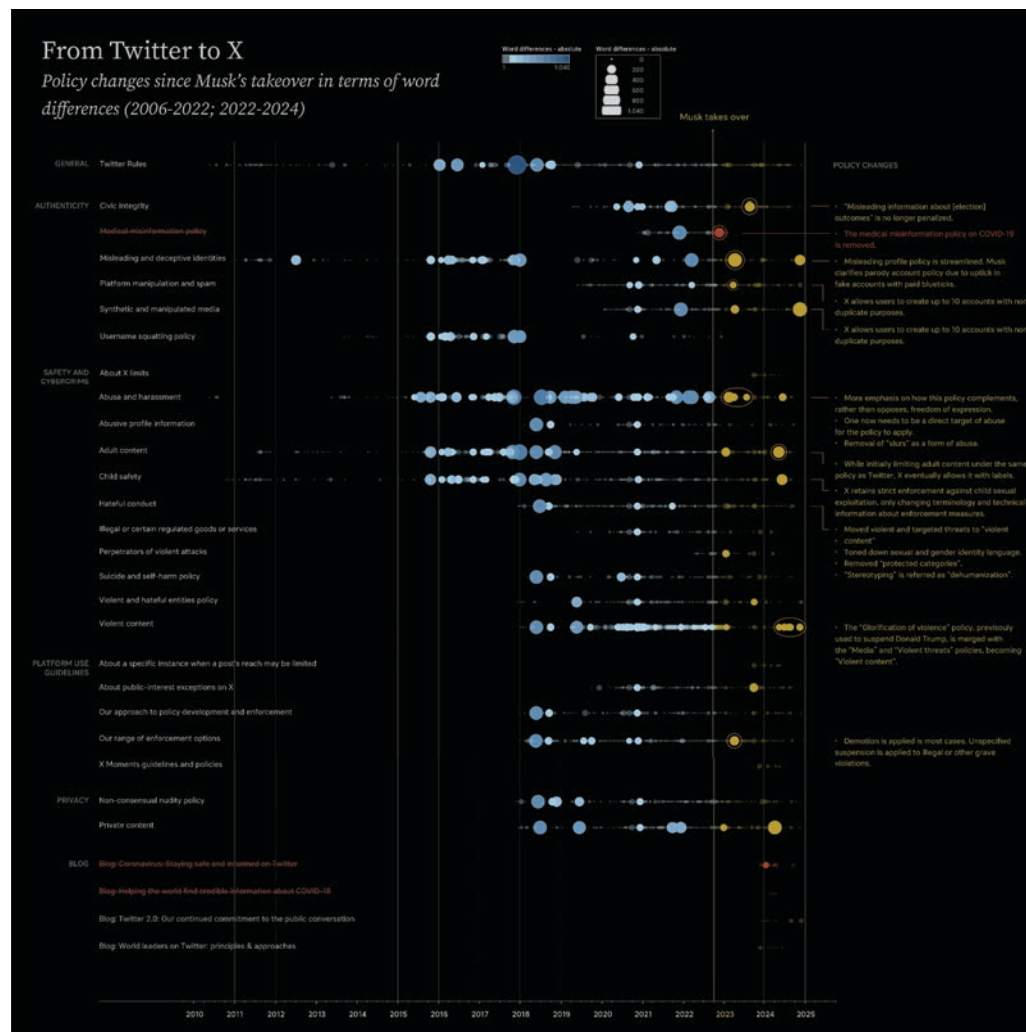 From Twitter to X
Policy changes since Musk's takeover in terms of word
differences (2006-2022; 2022-2024)
Word differences - absolute
1
1.040
Word differences - absolute
0
200
400
600
800
1.040
Musk takes over
GENERAL
Twitter Rules
POLICY CHANGES
AUTHENTICITY
Civic Integrity
Medical misinformation policy
Misleading and deceptive identities
Platform manipulation and spam
Synthetic and manipulated media
Username squatting policy
SAFETY AND
CYBERCRIME
About X limits
Abuse and harassment
Abusive profile information
Adult content
Child safety
Hateful conduct
Illegal or certain regulated goods or services
Perpetrators of violent attacks
Suicide and self-harm policy
Violent and hateful entities policy
Violent content
PLATFORM USE
GUIDELINES
About a specific instance when a post's reach may be limited
About public-interest exceptions on X
Our approach to policy development and enforcement
Our range of enforcement options
X Moments guidelines and policies
PRIVACY
Non-consensual nudity policy
Private content
BLOG
Blog: Coronavirus: Staying safe and informed on Twitter
Blog: Helping the world find credible information about COVID-19
Blog: Twitter 2.0: Our continued commitment to the public conversation
Blog: World leaders on Twitter: principles & approaches
• "Misleading information about [election]
outcomes" is no longer penalized.
• The medical misinformation policy on COVID-19
is removed.
• Misleading profile policy is streamlined. Musk
clarifies parody account policy due to uptick in
fake accounts with paid blueticks.
• X allows users to create up to 10 accounts with non
duplicate purposes.
• X allows users to create up to 10 accounts with non
duplicate purposes.
• More emphasis on how this policy complements,
rather than opposes, freedom of expression.
• One now needs to be a direct target of abuse
for the policy to apply.
• Removal of "slurs" as a form of abuse.
• While initially limiting adult content under the same
policy as Twitter, X eventually allows it with labels.
• X retains strict enforcement against child sexual
exploitation, only changing terminology and technical
information about enforcement measures.
• Moved violent and targeted threats to "violent
• content"
• Toned down sexual and gender identity language.
• Removed "protected categories".
• "Stereotyping" is referred as "dehumanization".
• The "Glorification of violence" policy, previsouly
used to suspend Donald Trump, is merged with
the "Media" and "Violent threats" policies, becoming
"Violent content".
• Demotion is applied is most cases. Unspecified
suspension is applied to illegal or other grave
violations.
2010 2011 2012 2013 2014 2015 2016 2017 2018 2019 2020 2021 2022 2023 2024 2025